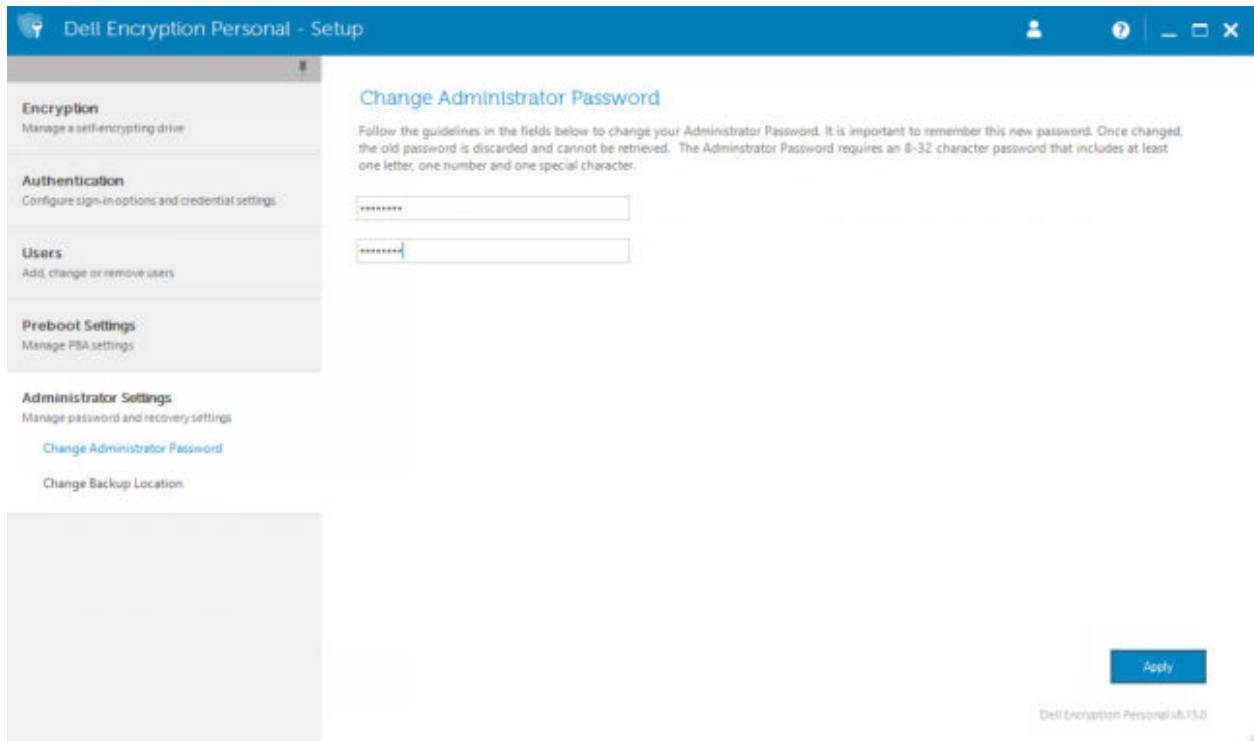 Dell Encryption Personal - Setup
Encryption
Manage a self-encrypting drive
Authentication
Configure sign-in options and credential settings
Users
Add, change or remove users
Preboot Settings
Manage PBA settings
Administrator Settings
Manage password and recovery settings
Change Administrator Password
Change Backup Location
Change Administrator Password
Follow the guidelines in the fields below to change your Administrator Password. It is important to remember this new password. Once changed,
the old password is discarded and cannot be retrieved. The Adminstrator Password requires an 8-32 character password that includes at least
one letter, one number and one special character.
••••••••
••••••••
Apply
Dell Encryption Personal v8.15.0